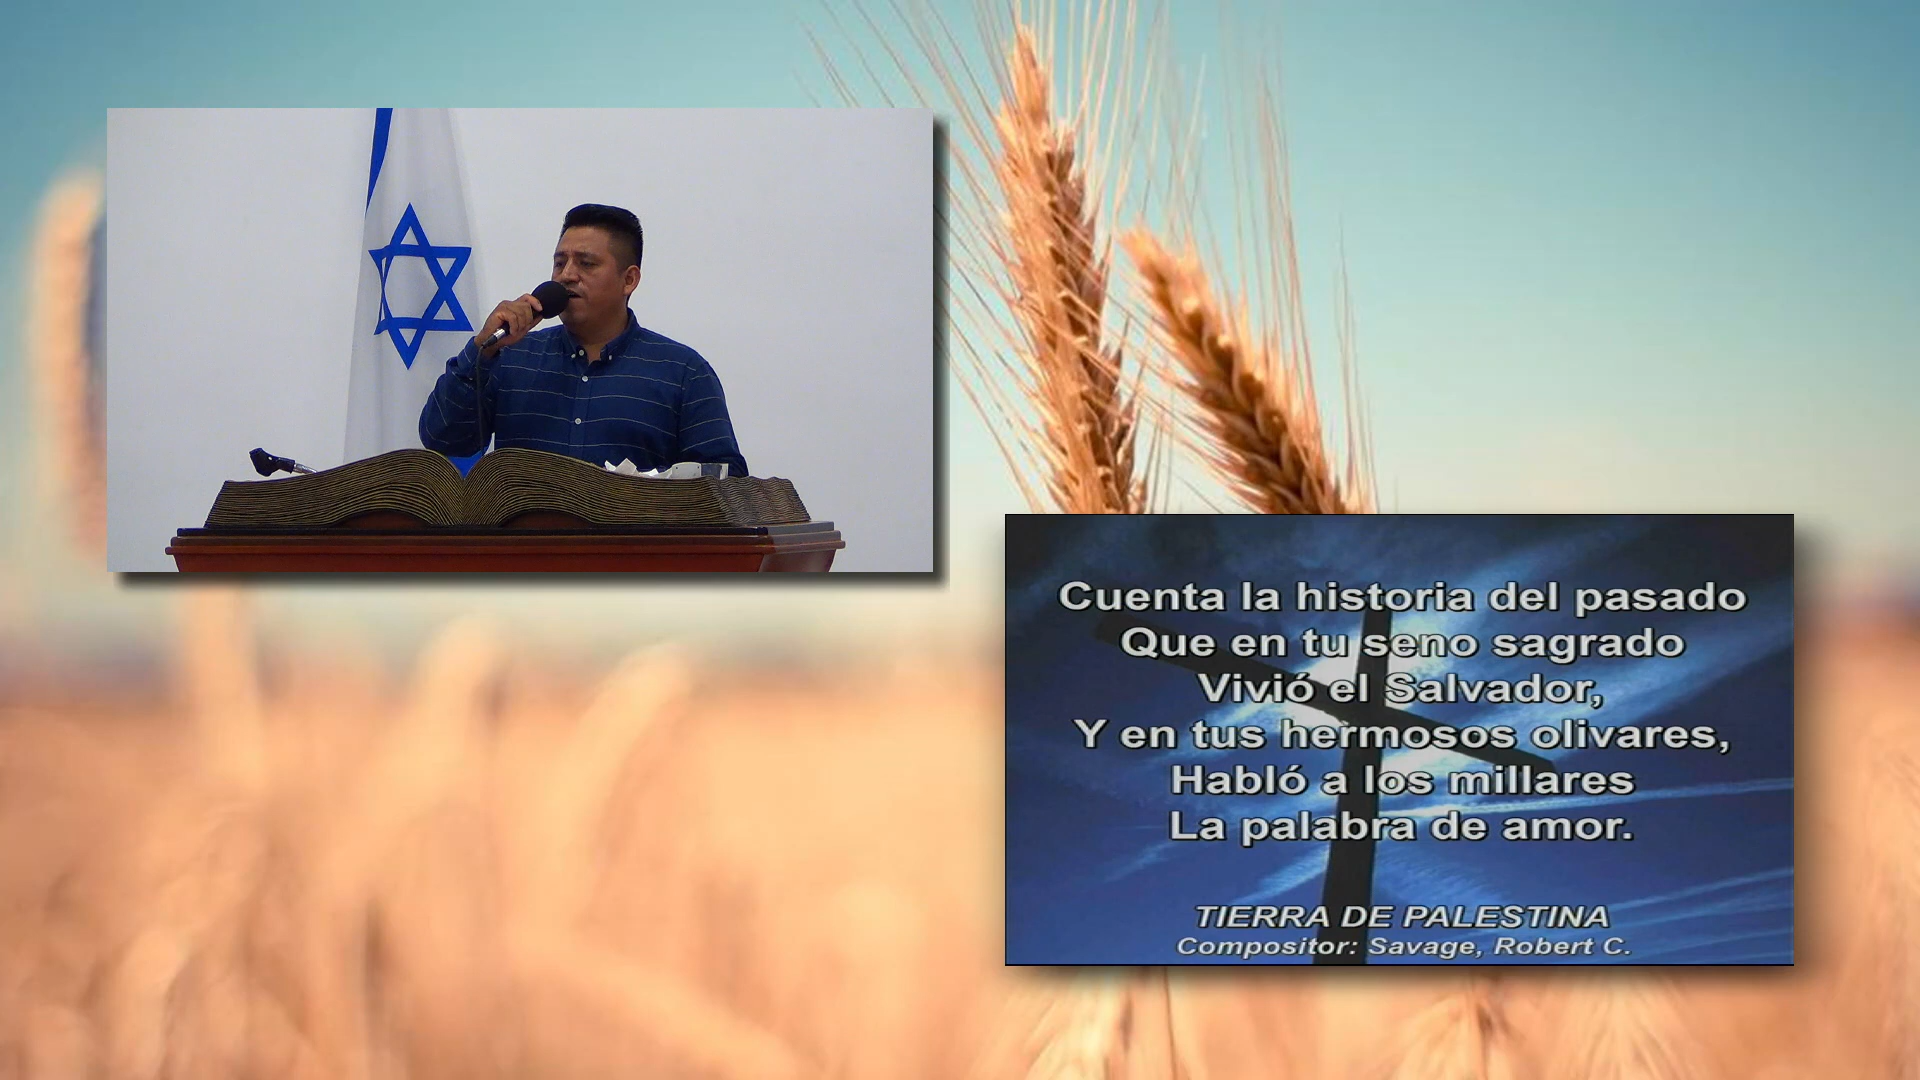 Cuenta la historia del pasado
Que en tu seno sagrado
Vivió el Salvador,
Y en tus hermosos olivares,
Habló a los millares
La palabra de amor.
TIERRA DE PALESTINA
Compositor: Savage, Robert C.